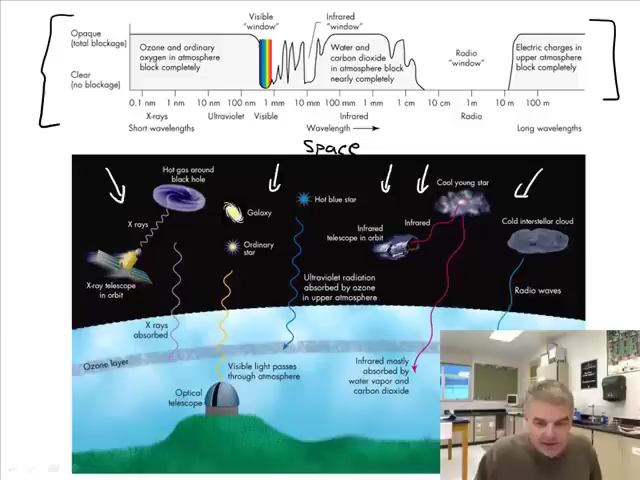 Visible
"window"
Infrared
"window"
Opaque
(total blockage)
Ozone and ordinary
oxygen in atmosphere
block completely
Water and
carbon dioxide
in atmosphere block
nearly completely
Radio
"window"
Electric charges in
upper atmosphere
block completely
Clear
(no blockage)
0.1 nm 1 nm 10 nm 100 nm 1 mm 10 mm 100 mm 1 cm 10 cm 1 m 10 m 100 m
X-rays Ultraviolet Visible Infrared Radio
Short wavelengths Wavelength Long wavelengths
Space
Hot gas around
black hole
Galaxy
Hot blue star
Cool young star
Cold interstellar cloud
X rays
Infrared
Infrared
telescope in orbit
Ordinary
star
X-ray telescope
in orbit
Ultraviolet radiation
absorbed by ozone
in upper atmosphere
Radio waves
X rays
absorbed
Ozone layer
Visible light passes
through atmosphere
Infrared mostly
absorbed by
water vapor and
carbon dioxide
Optical
telescope